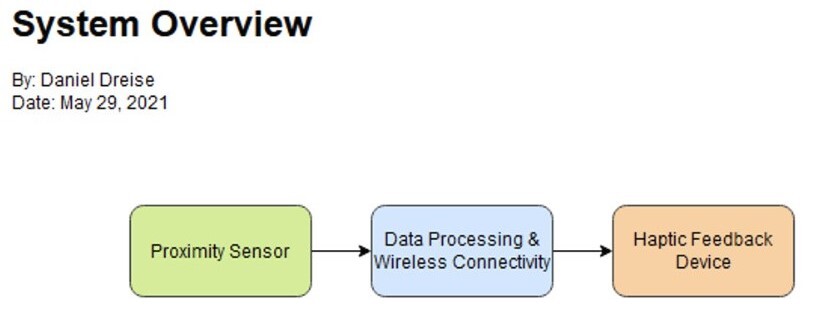 System Overview
By: Daniel Dreise
Date: May 29, 2021
Proximity Sensor
Data Processing &
Wireless Connectivity
Haptic Feedback
Device